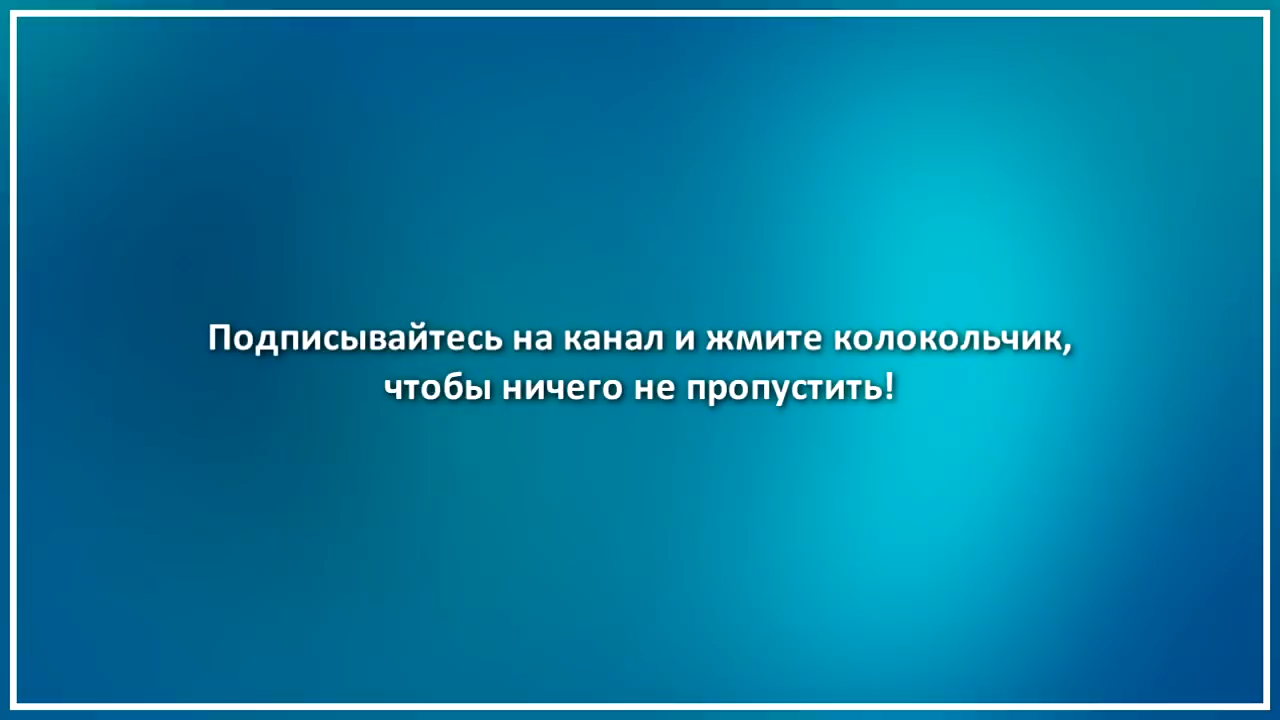 Подписывайтесь на канал и жмите колокольчик,
чтобы ничего не пропустить!